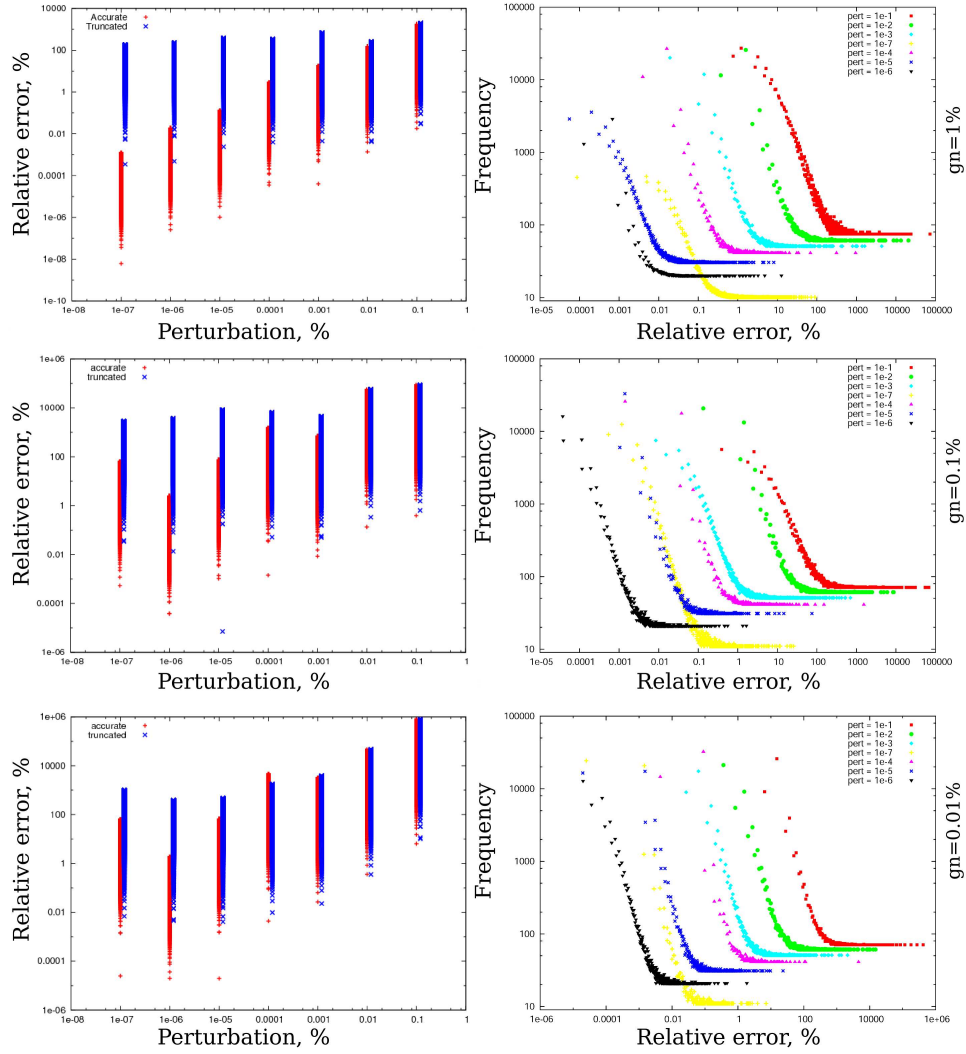 10000
100
1
0.01
0.0001
1e-06
1e-08
1e-10
Relative error, %
Accurate
Truncated
1e-08 1e-07 1e-06 1e-05 0.0001 0.001 0.01 0.1 1
Perturbation, %
100000
10000
1000
100
10
Frequency
pert = 1e-1
pert = 1e-2
pert = 1e-3
pert = 1e-7
pert = 1e-4
pert = 1e-5
pert = 1e-6
1e-05 0.0001 0.001 0.01 0.1 1 10 100 1000 10000 100000
Relative error, %
gn=1%
1e+06
10000
100
1
0.01
0.0001
1e-06
Relative error, %
accurate
truncated
1e-08 1e-07 1e-06 1e-05 0.0001 0.001 0.01 0.1 1
Perturbation, %
100000
10000
1000
100
10
Frequency
pert = 1e-1
pert = 1e-2
pert = 1e-3
pert = 1e-7
pert = 1e-4
pert = 1e-5
pert = 1e-6
1e-05 0.0001 0.001 0.01 0.1 1 10 100 1000 10000 100000
Relative error, %
gn=0.1%
1e+06
10000
100
1
0.01
0.0001
1e-06
Relative error, %
accurate
truncated
1e-08 1e-07 1e-06 1e-05 0.0001 0.001 0.01 0.1 1
Perturbation, %
100000
10000
1000
100
10
Frequency
pert = 1e-1
pert = 1e-2
pert = 1e-3
pert = 1e-7
pert = 1e-4
pert = 1e-5
pert = 1e-6
1e-06 0.0001 0.01 1 100 10000 1e+06
Relative error, %
gn=0.01%